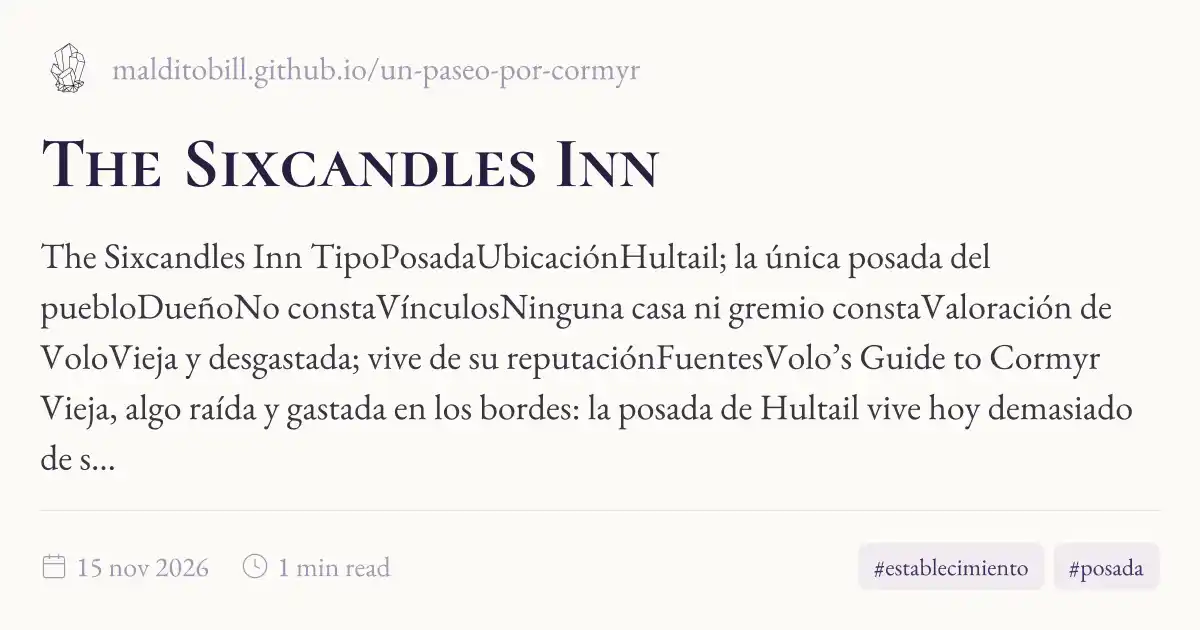 malditobill.github.io/un-paseo-por-cormyr
The Sixcandles Inn
The Sixcandles Inn TipoPosadaUbicaciónHultail; la única posada del
puebloDueñoNo constaVínculosNinguna casa ni gremio constaValoración de
VoloVieja y desgastada; vive de su reputaciónFuentesVolo’s Guide to Cormyr
Vieja, algo raída y gastada en los bordes: la posada de Hultail vive hoy demasiado
de s...
15 nov 2026 1 min read #establecimiento #posada